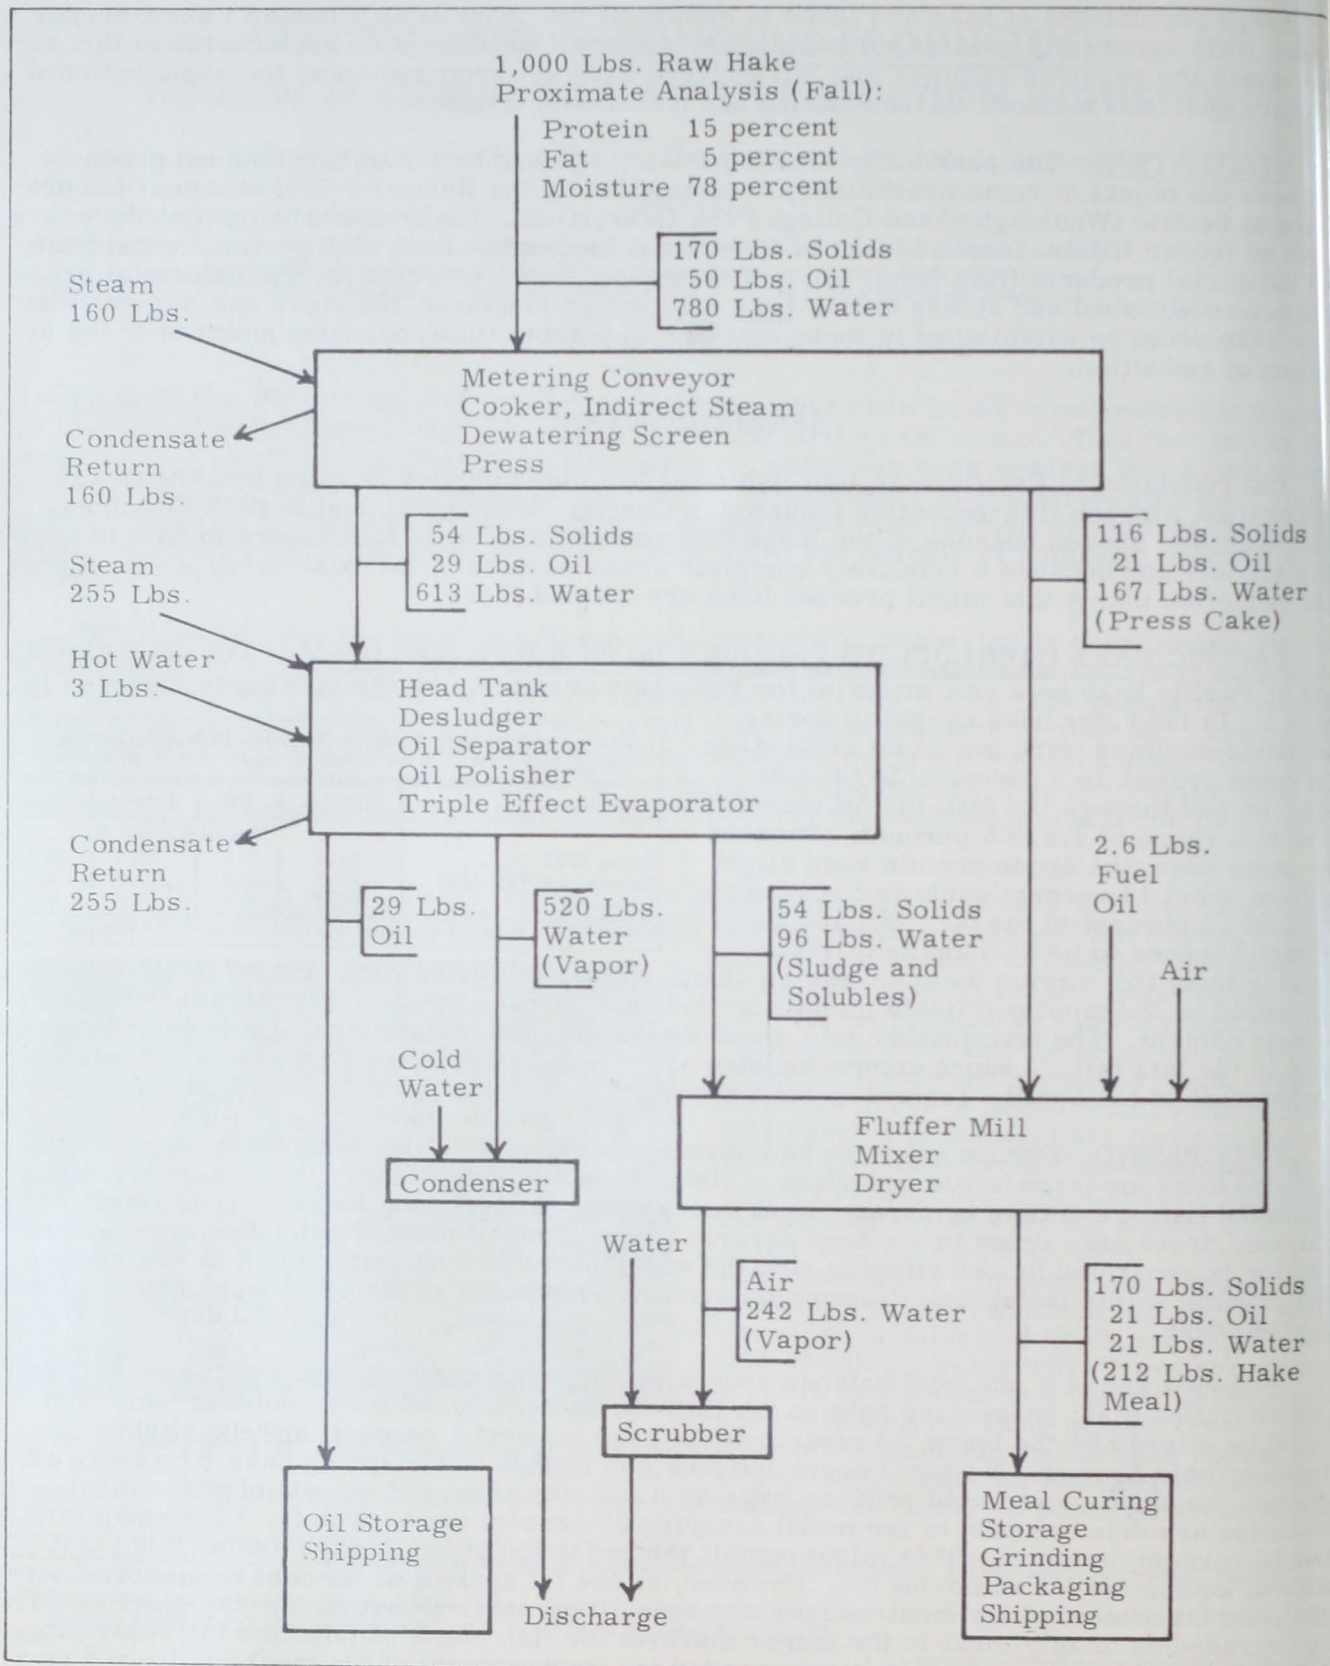 1,000 Lbs. Raw Hake
Proximate Analysis (Fall):
Protein 15 percent
Fat 5 percent
Moisture 78 percent
170 Lbs. Solids
50 Lbs. Oil
780 Lbs. Water
Steam
160 Lbs.
Metering Conveyor
Cooker, Indirect Steam
Dewatering Screen
Press
Condensate
Return
160 Lbs.
54 Lbs. Solids
29 Lbs. Oil
613 Lbs. Water
116 Lbs. Solids
21 Lbs. Oil
167 Lbs. Water
(Press Cake)
Steam
255 Lbs.
Hot Water
3 Lbs.
Head Tank
Desludger
Oil Separator
Oil Polisher
Triple Effect Evaporator
Condensate
Return
255 Lbs.
29 Lbs.
Oil
520 Lbs.
Water
(Vapor)
54 Lbs. Solids
96 Lbs. Water
(Sludge and
Solubles)
2.6 Lbs.
Fuel
Oil
Air
Cold
Water
Fluffer Mill
Mixer
Dryer
Condenser
Water
Air
242 Lbs. Water
(Vapor)
170 Lbs. Solids
21 Lbs. Oil
21 Lbs. Water
(212 Lbs. Hake
Meal)
Scrubber
Oil Storage
Shipping
Meal Curing
Storage
Grinding
Packaging
Shipping
Discharge